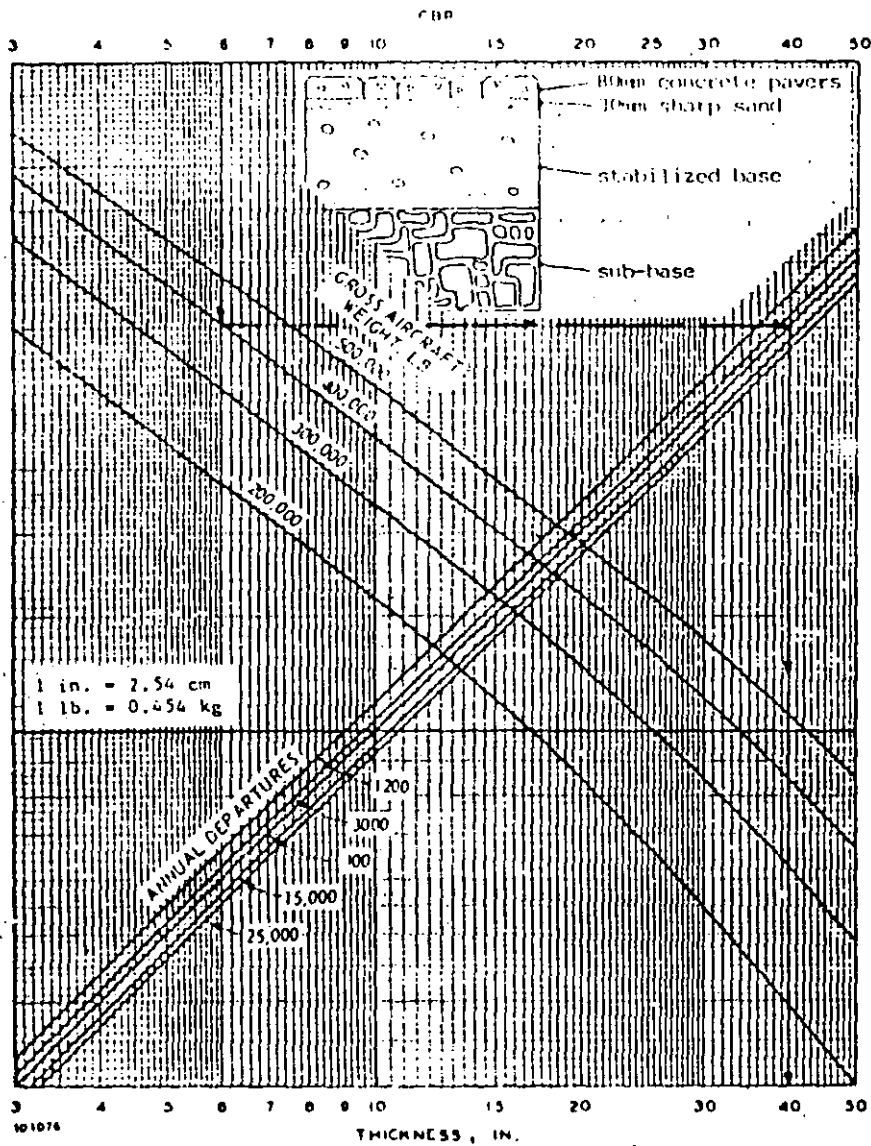 CBR
3 4 5 6 7 8 9 10 15 20 25 30 40 50
80mm concrete pavers
30mm sharp sand
stabilized base
sub-base
GROSS AIRCRAFT
WEIGHT, LB
500,000
400,000
300,000
200,000
1 in. = 2.54 cm
1 lb. = 0.454 kg
ANNUAL DEPARTURES
1200
3000
15,000
25,000
3 4 5 6 7 8 9 10 15 20 30 40 50
101076
THICKNESS, IN.